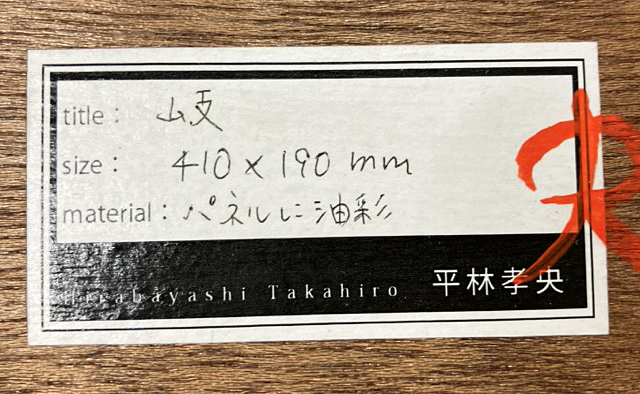 title： 岐
size： 410×190 mm
material：パネルに油彩
Hirabayashi Takahiro 平林孝央